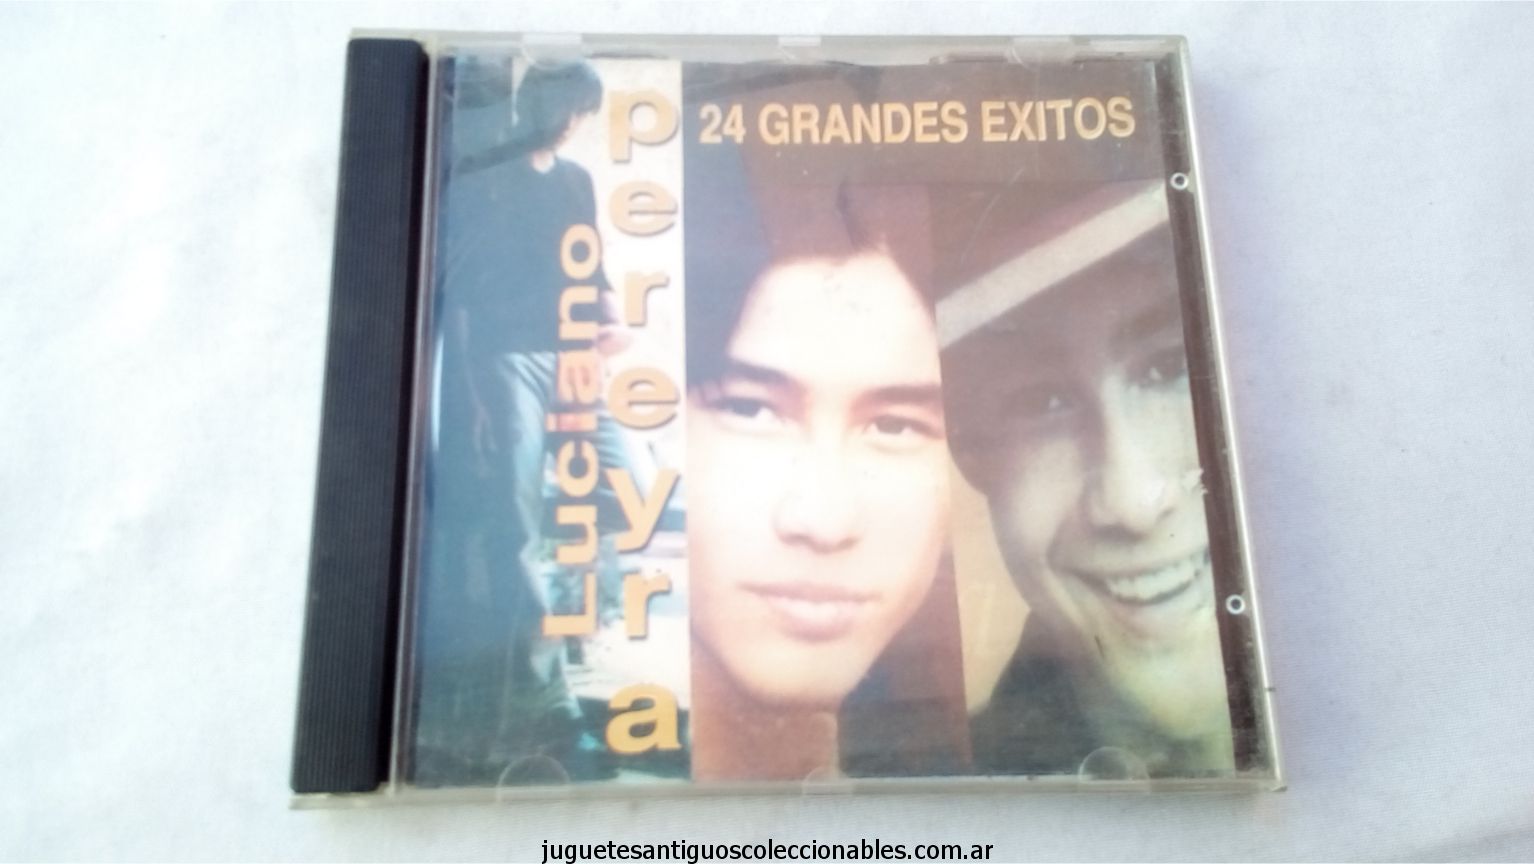 Luciano
pereyra
24 GRANDES EXITOS
juguetesantiguoscoleccionables.com.ar